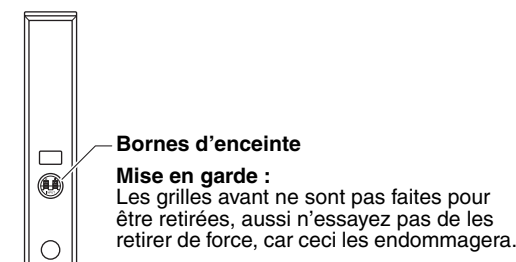 Bornes d’enceinte
Mise en garde :
Les grilles avant ne sont pas faites pour
être retirées, aussi n’essayez pas de les
retirer de force, car ceci les endommagera.